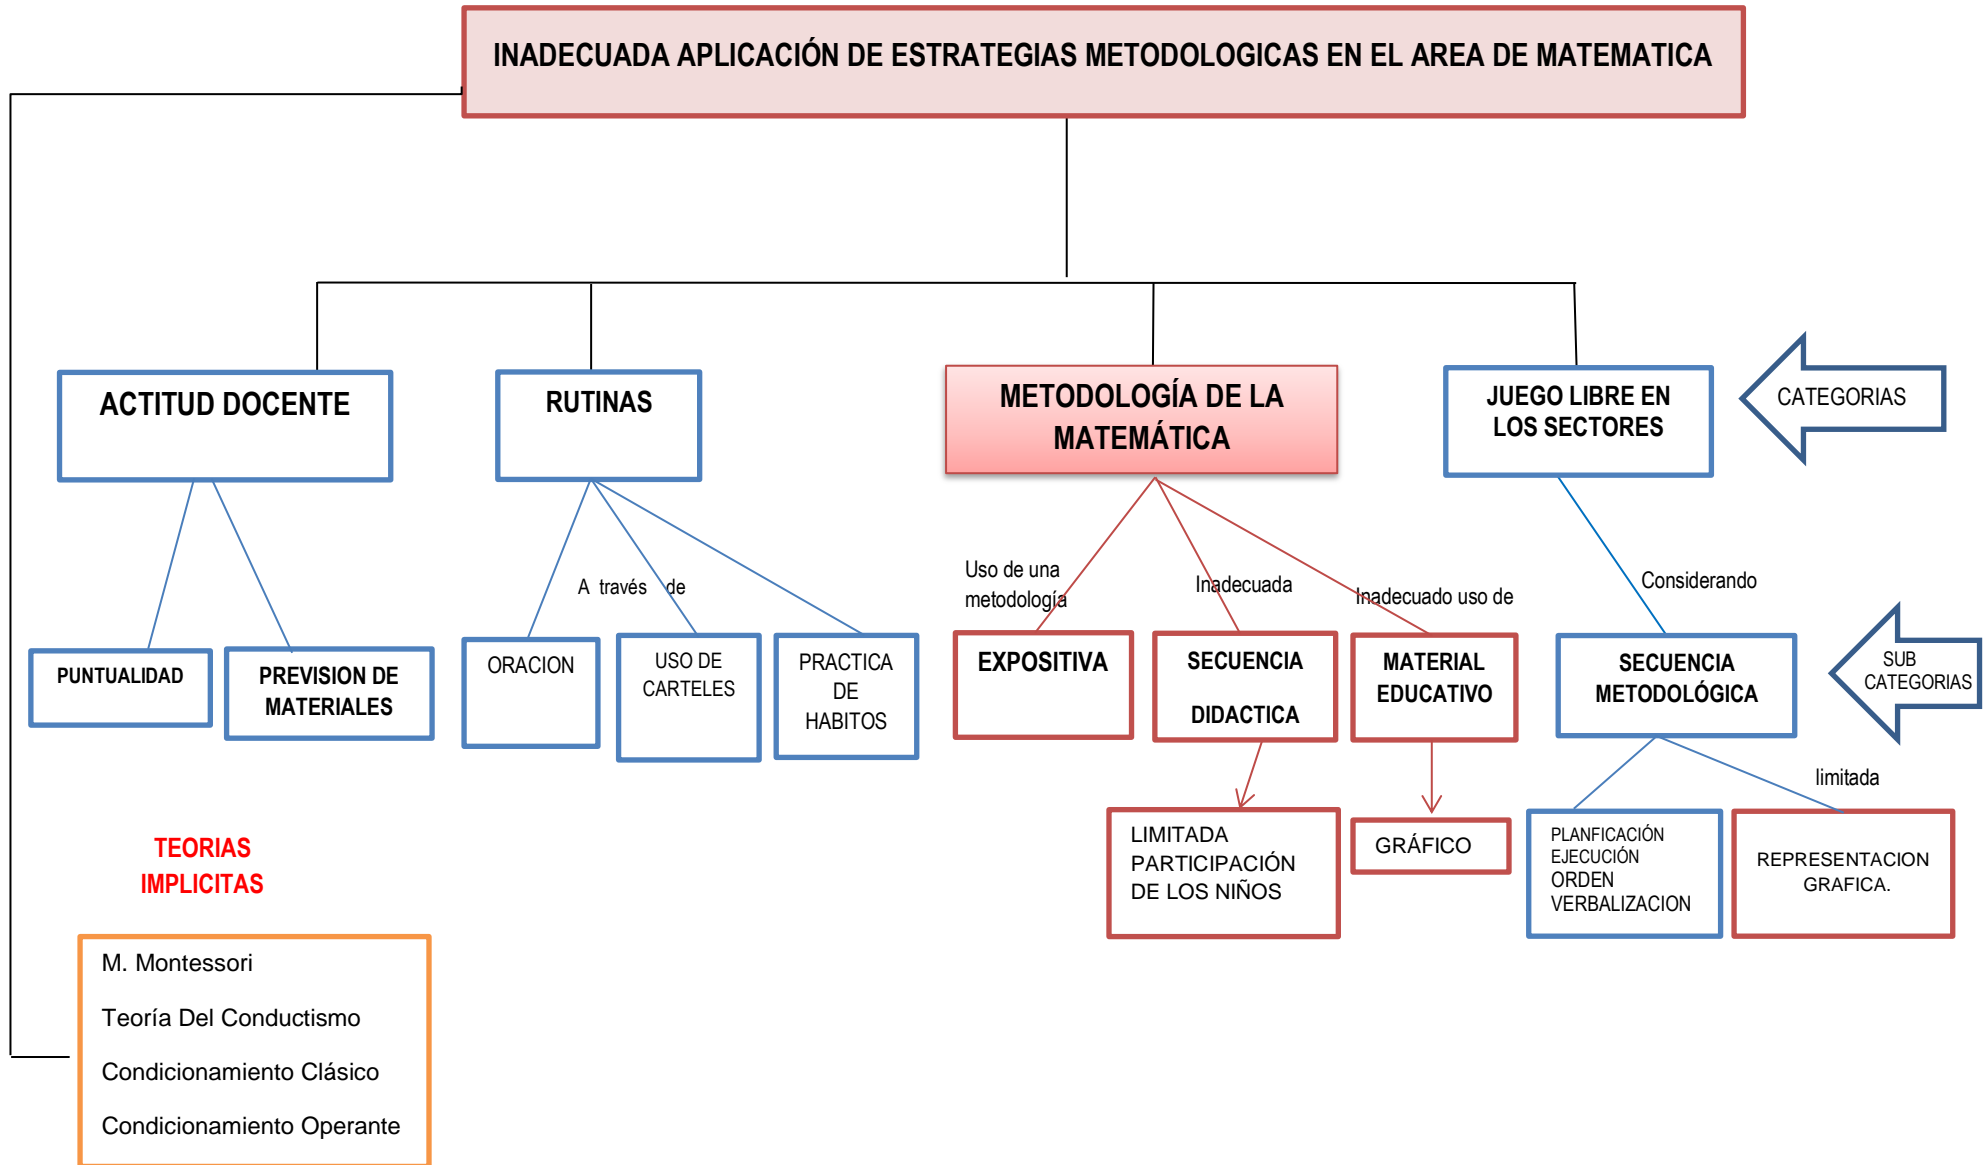 INADECUADA APLICACIÓN DE ESTRATEGIAS METODOLOGICAS EN EL AREA DE MATEMATICA
ACTITUD DOCENTE
RUTINAS
METODOLOGÍA DE LA
MATEMÁTICA
JUEGO LIBRE EN
LOS SECTORES
CATEGORIAS
A través de
Uso de una
metodología
Inadecuada
Inadecuado uso de
Considerando
PUNTUALIDAD
PREVISION DE
MATERIALES
ORACION
USO DE
CARTELES
PRACTICA
DE
HABITOS
EXPOSITIVA
SECUENCIA
DIDACTICA
MATERIAL
EDUCATIVO
SECUENCIA
METODOLÓGICA
SUB
CATEGORIAS
limitada
LIMITADA
PARTICIPACIÓN
DE LOS NIÑOS
GRÁFICO
PLANFICACIÓN
EJECUCIÓN
ORDEN
VERBALIZACION
REPRESENTACION
GRAFICA.
TEORIAS
IMPLICITAS
M. Montessori
Teoría Del Conductismo
Condicionamiento Clásico
Condicionamiento Operante